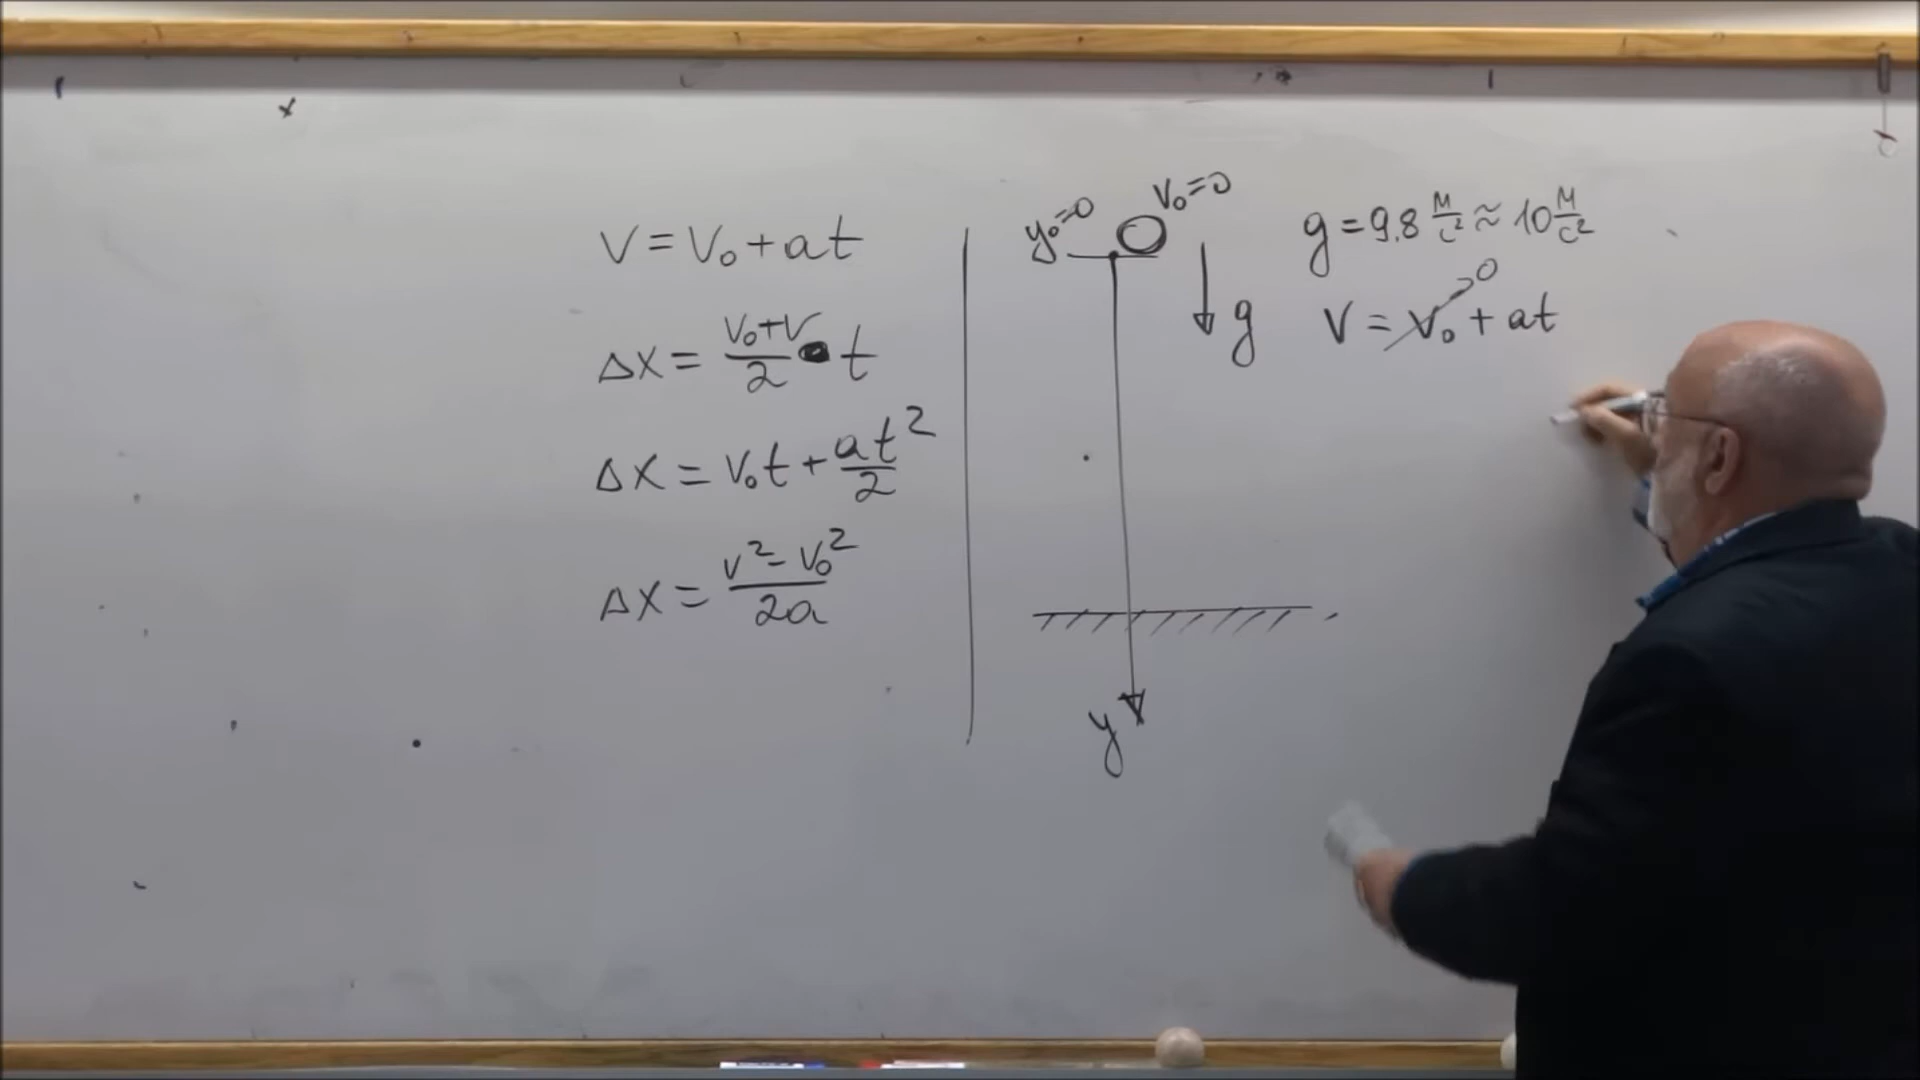 V = V₀ + at
Δx = (V₀+V)/2 · t
Δx = V₀t + at²/2
Δx = (V² - V₀²)/2a
y₀=0
V₀=0
g
y
g = 9.8 М/с² ≈ 10 М/с²
V = V₀ + at
0